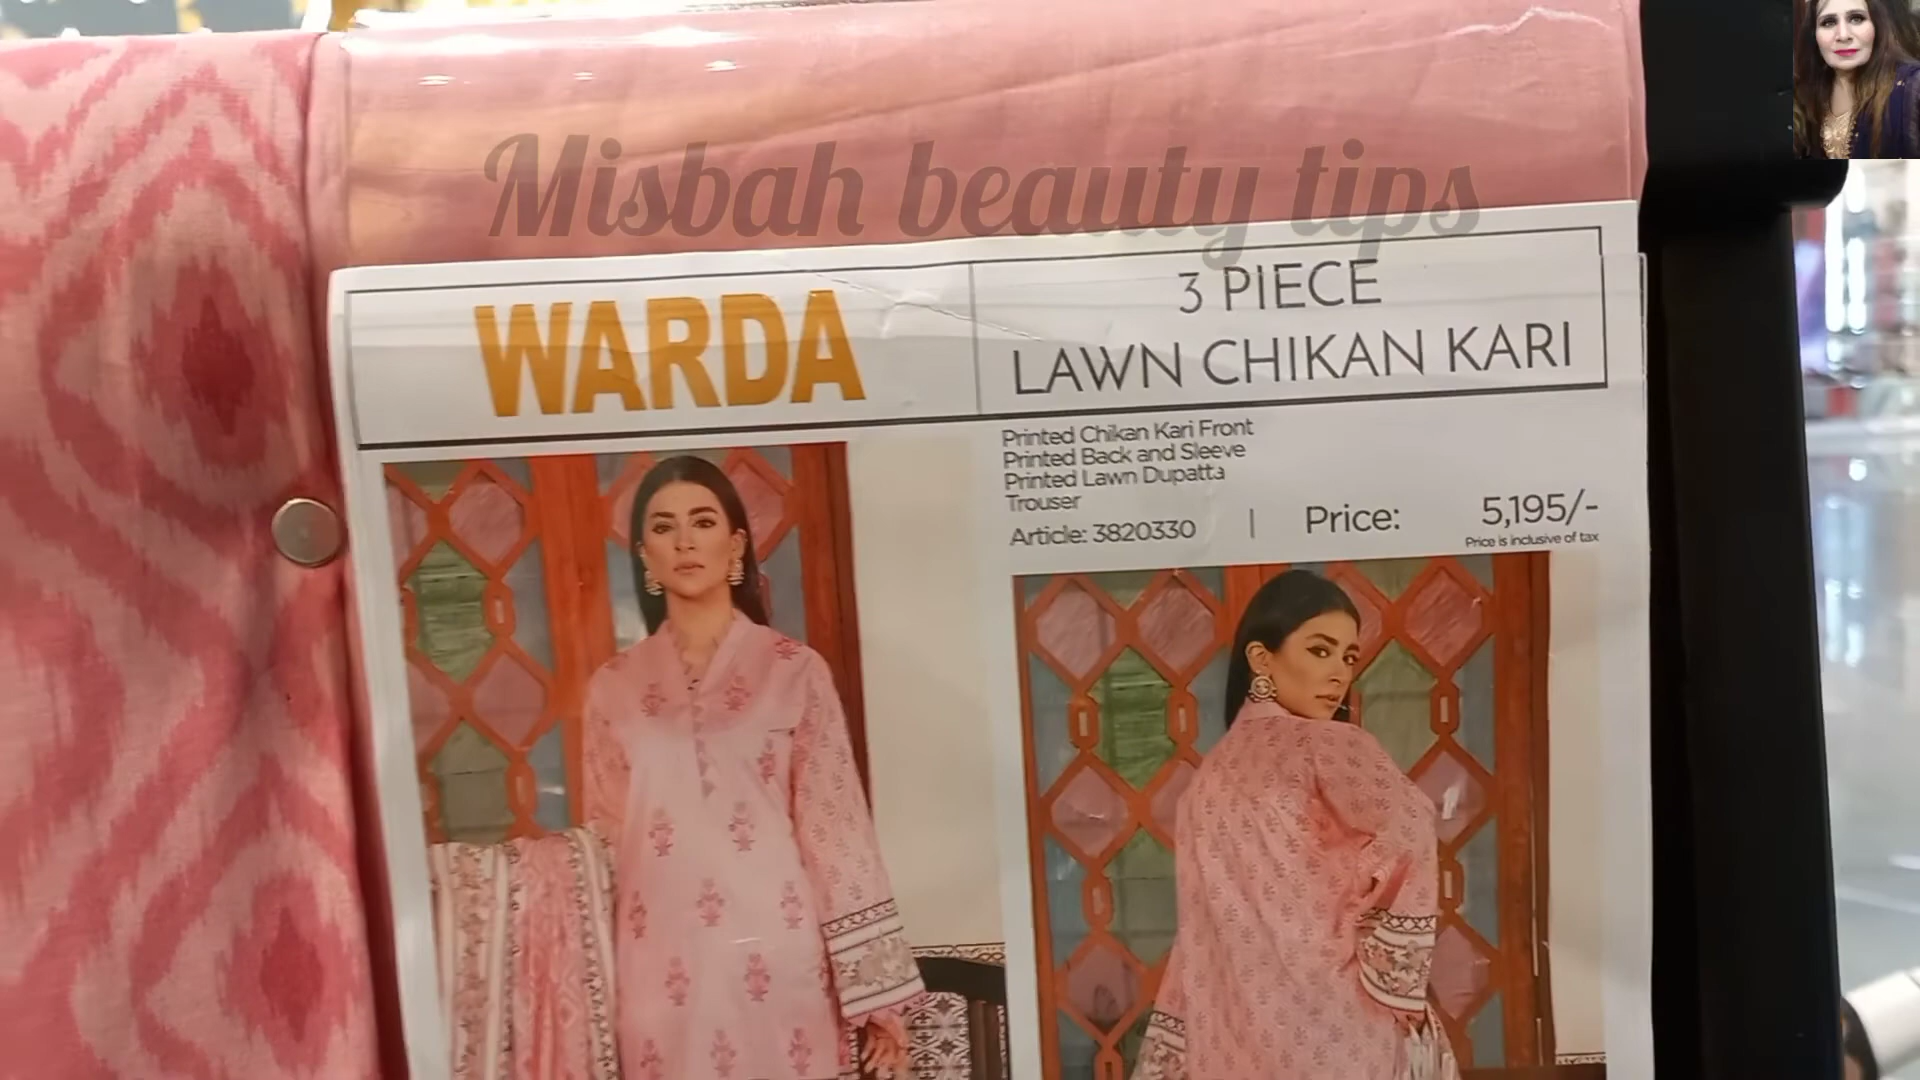 Misbah beauty tips
WARDA
3 PIECE
LAWN CHIKAN KARI
Printed Chikan Kari Front
Printed Back and Sleeve
Printed Lawn Dupatta
Trouser
Article: 3820330 | Price: 5,195/-
Price is inclusive of tax